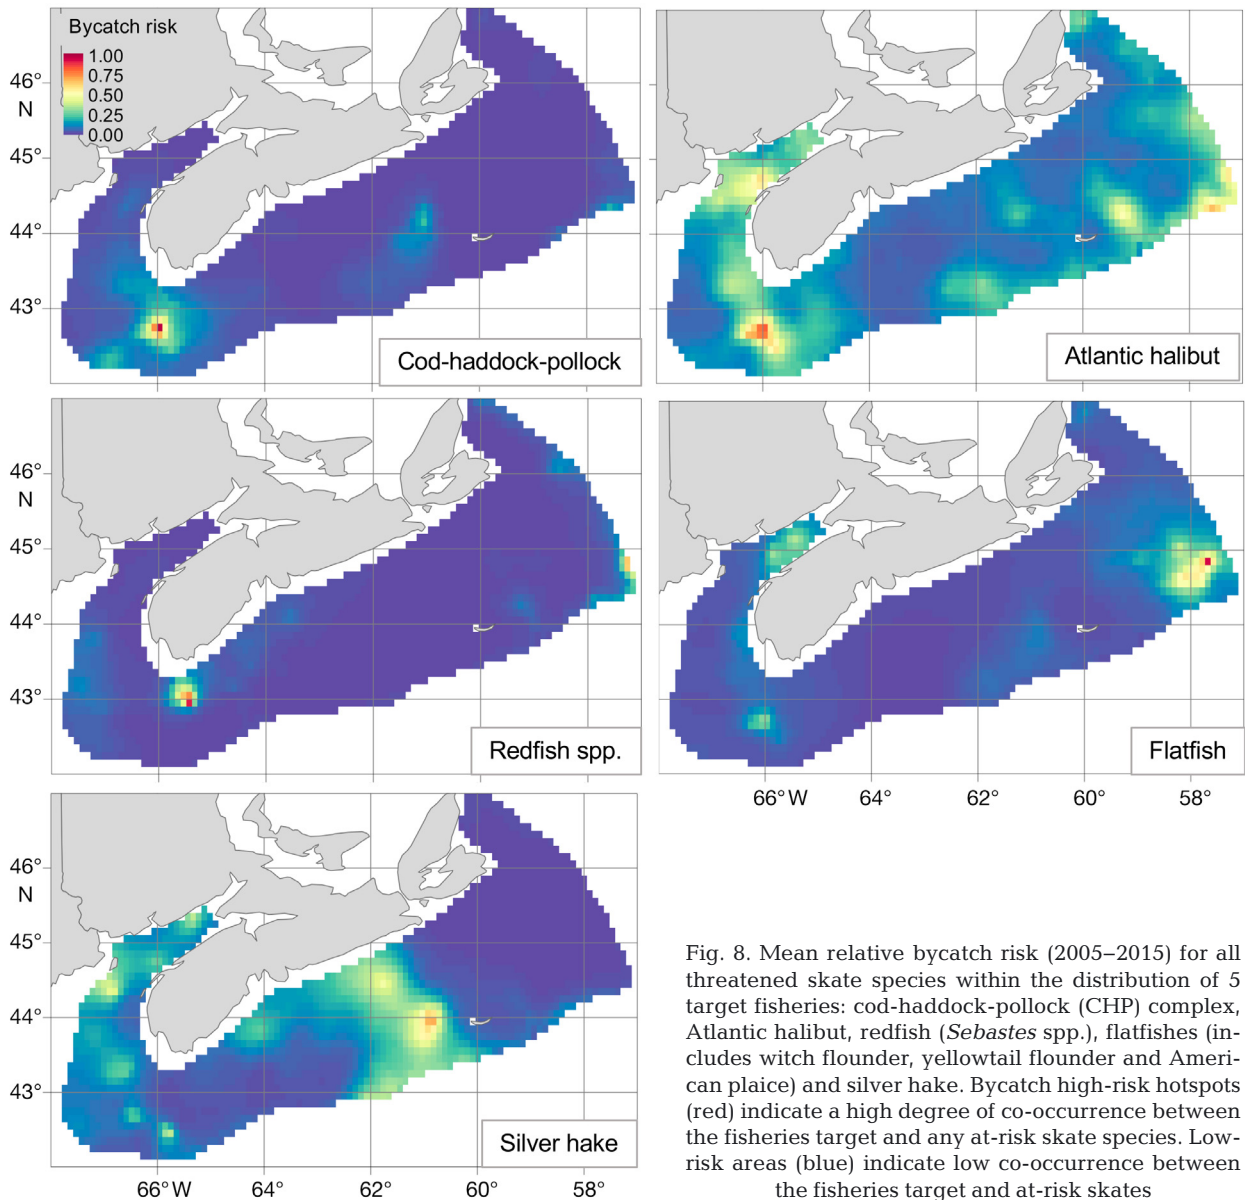 Bycatch risk
1.00
0.75
0.50
0.25
0.00
46°
N
45°
44°
43°
Cod-haddock-pollock
Atlantic halibut
46°
N
45°
44°
43°
Redfish spp.
Flatfish
66°W 64° 62° 60° 58°
46°
N
45°
44°
43°
Silver hake
66°W 64° 62° 60° 58°
Fig. 8. Mean relative bycatch risk (2005–2015) for all
threatened skate species within the distribution of 5
target fisheries: cod-haddock-pollock (CHP) complex,
Atlantic halibut, redfish (Sebastes spp.), flatfishes (in-
cludes witch flounder, yellowtail flounder and Ameri-
can plaice) and silver hake. Bycatch high-risk hotspots
(red) indicate a high degree of co-occurrence between
the fisheries target and any at-risk skate species. Low-
risk areas (blue) indicate low co-occurrence between
the fisheries target and at-risk skates